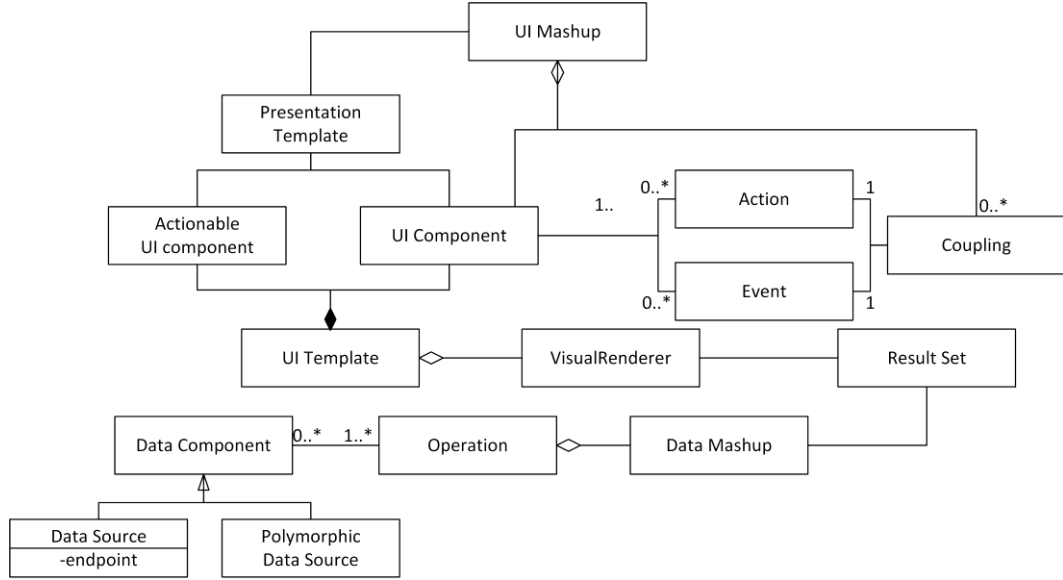 UI Mashup
Presentation
Template
Actionable
UI component
UI Component
1..
0..*
Action
1
0..*
Event
1
0..*
Coupling
UI Template
VisualRenderer
Result Set
Data Component
0..*
1..*
Operation
Data Mashup
Data Source
-endpoint
Polymorphic
Data Source